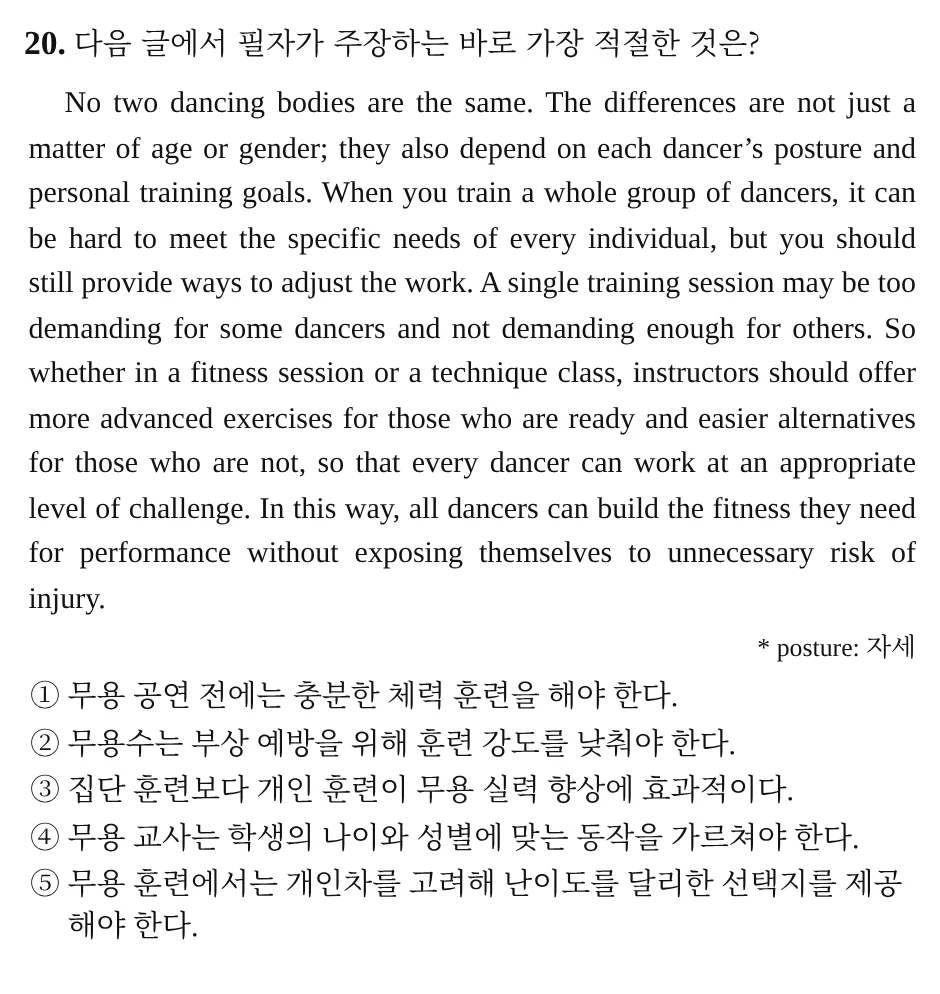 20. 다음 글에서 필자가 주장하는 바로 가장 적절한 것은?
No two dancing bodies are the same. The differences are not just a
matter of age or gender; they also depend on each dancer’s posture and
personal training goals. When you train a whole group of dancers, it can
be hard to meet the specific needs of every individual, but you should
still provide ways to adjust the work. A single training session may be too
demanding for some dancers and not demanding enough for others. So
whether in a fitness session or a technique class, instructors should offer
more advanced exercises for those who are ready and easier alternatives
for those who are not, so that every dancer can work at an appropriate
level of challenge. In this way, all dancers can build the fitness they need
for performance without exposing themselves to unnecessary risk of
injury.
* posture: 자세
① 무용 공연 전에는 충분한 체력 훈련을 해야 한다.
② 무용수는 부상 예방을 위해 훈련 강도를 낮춰야 한다.
③ 집단 훈련보다 개인 훈련이 무용 실력 향상에 효과적이다.
④ 무용 교사는 학생의 나이와 성별에 맞는 동작을 가르쳐야 한다.
⑤ 무용 훈련에서는 개인차를 고려해 난이도를 달리한 선택지를 제공
해야 한다.